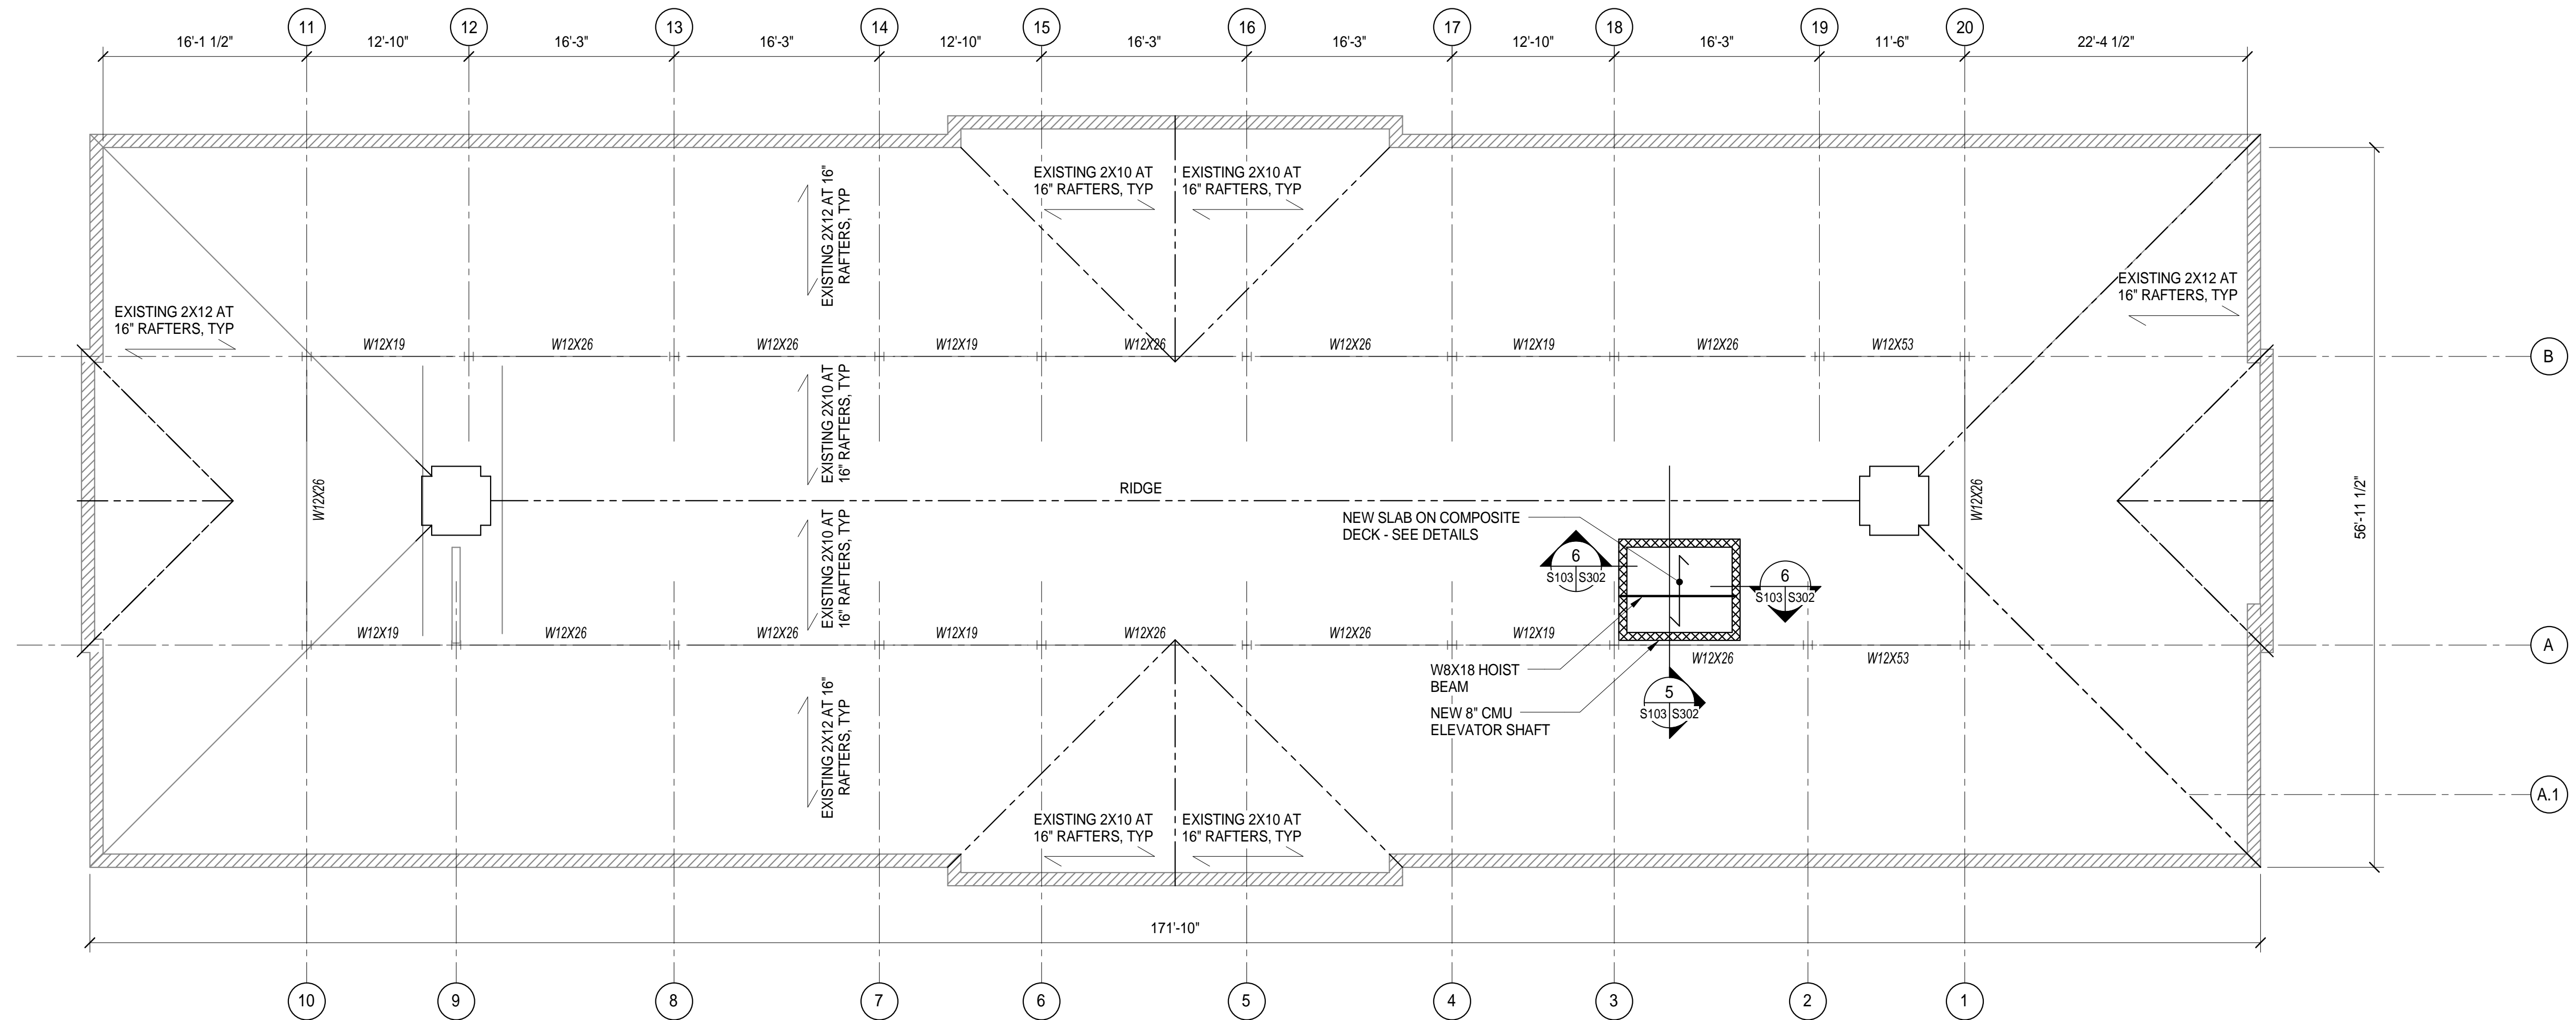 11
12
13
14
15
16
17
18
19
20
16'-1 1/2"
12'-10"
16'-3"
16'-3"
12'-10"
16'-3"
16'-3"
12'-10"
16'-3"
11'-6"
22'-4 1/2"
EXISTING 2X12 AT 16"
RAFTERS, TYP
EXISTING 2X10 AT
16" RAFTERS, TYP
EXISTING 2X10 AT
16" RAFTERS, TYP
EXISTING 2X12 AT
16" RAFTERS, TYP
EXISTING 2X12 AT
16" RAFTERS, TYP
W12X19
W12X26
W12X26
W12X19
W12X26
W12X26
W12X19
W12X26
W12X53
B
EXISTING 2X10 AT
16" RAFTERS, TYP
W12X26
RIDGE
W12X26
56'-11 1/2"
NEW SLAB ON COMPOSITE
DECK - SEE DETAILS
EXISTING 2X10 AT
16" RAFTERS, TYP
6
S103 S302
6
S103 S302
W12X19
W12X26
W12X26
W12X19
W12X26
W12X26
W12X19
W12X26
W12X53
A
W8X18 HOIST
BEAM
NEW 8" CMU
ELEVATOR SHAFT
5
S103 S302
EXISTING 2X12 AT 16"
RAFTERS, TYP
A.1
EXISTING 2X10 AT
16" RAFTERS, TYP
EXISTING 2X10 AT
16" RAFTERS, TYP
171'-10"
10
9
8
7
6
5
4
3
2
1